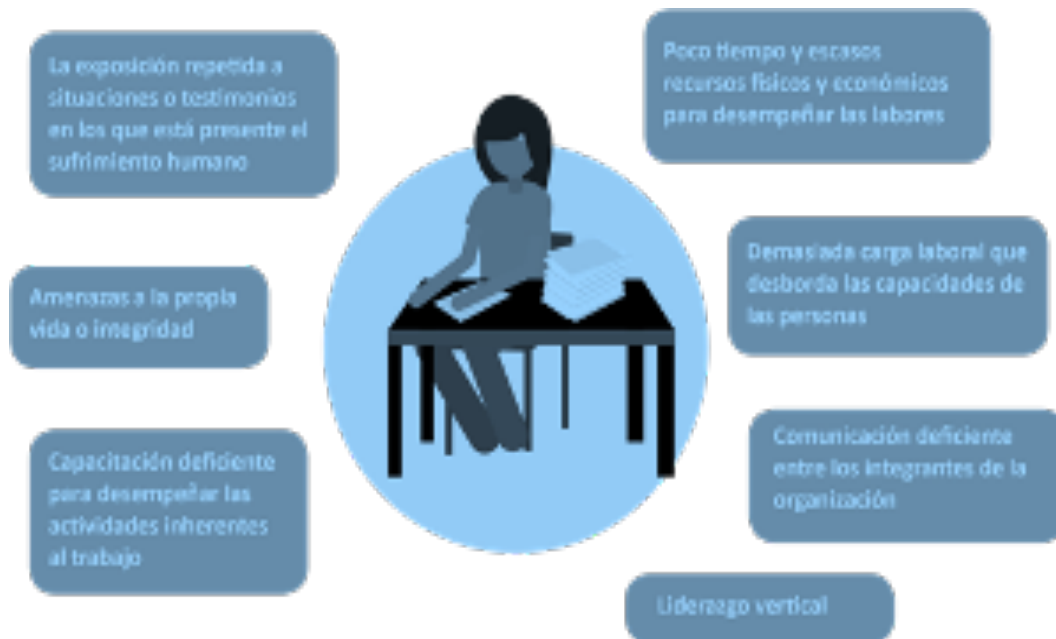 La exposición repetida a
situaciones o testimonios
en los que está presente el
sufrimiento humano
Amenazas a la propia
vida o integridad
Capacitación deficiente
para desempeñar las
actividades inherentes
al trabajo
Poco tiempo y escasos
recursos físicos y económicos
para desempeñar las labores
Demasiada carga laboral que
desborda las capacidades de
las personas
Comunicación deficiente
entre los integrantes de la
organización
Liderazgo vertical